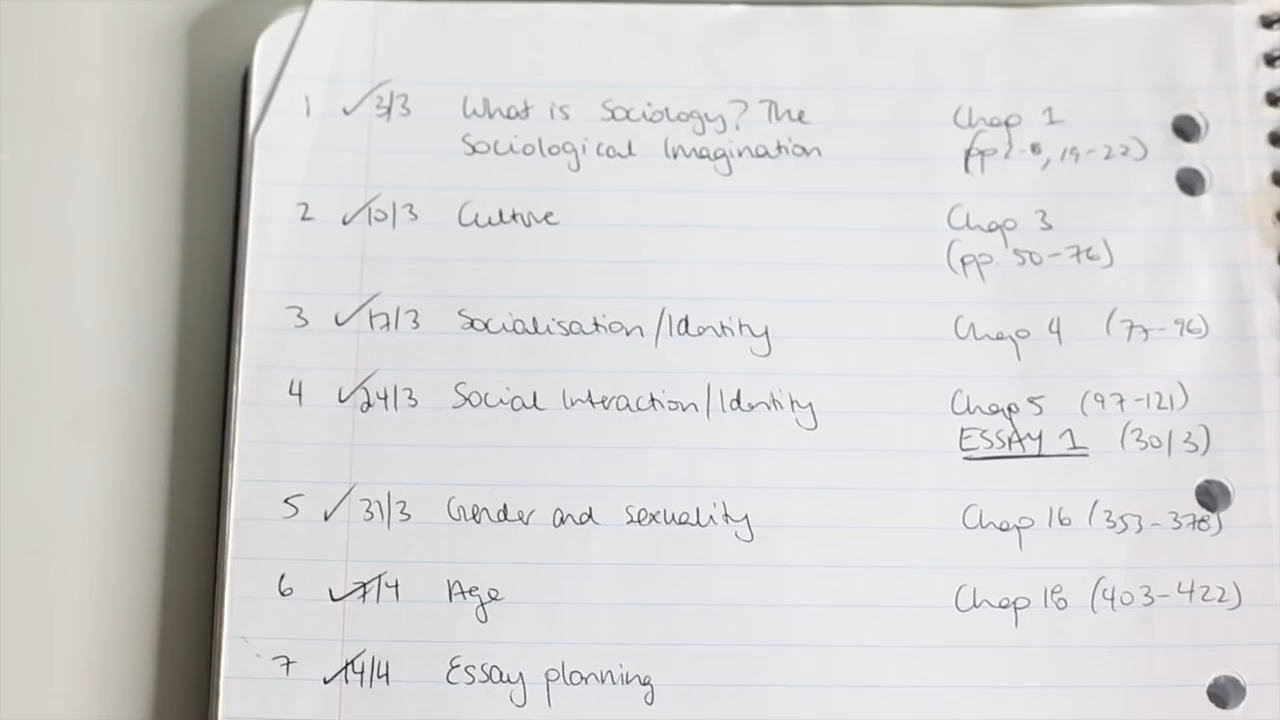 1 ✓3/3 What is Sociology? The Chap 1
Sociological Imagination (pp , 19-22)
2 ✓10/3 Culture Chap 3
(pp. 50-76)
3 ✓17/3 Socialisation/Identity Chap 4 (77-96)
4 ✓24/3 Social Interaction/Identity Chap 5 (97-121)
ESSAY 1 (30/3)
5 ✓31/3 Gender and sexuality Chap 16 (353-378)
6 ✓7/4 Age Chap 18 (403-422)
7 ✓14/4 Essay planning